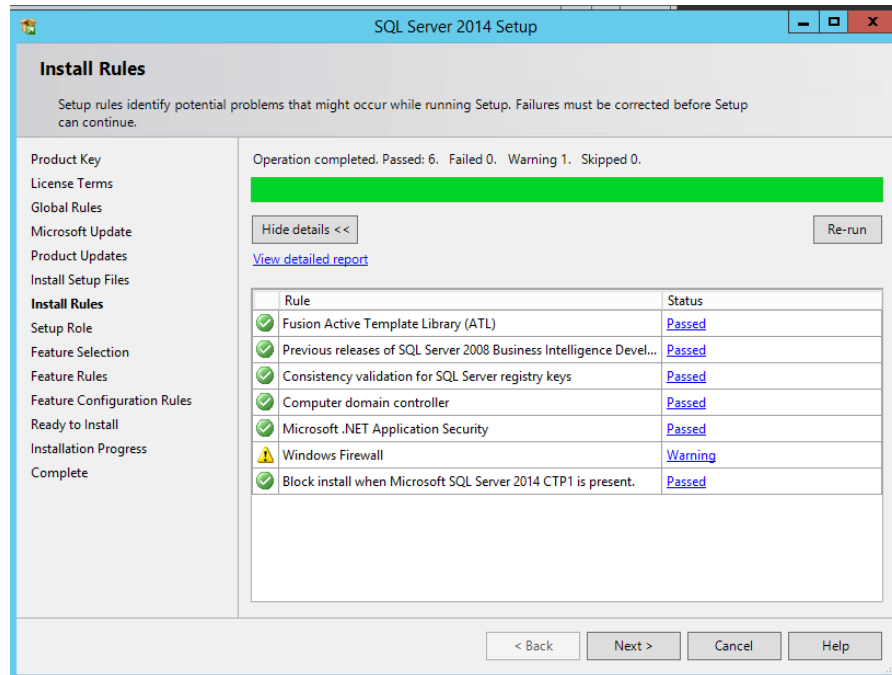 SQL Server 2014 Setup
Install Rules
Setup rules identify potential problems that might occur while running Setup. Failures must be corrected before Setup
can continue.
Product Key
License Terms
Global Rules
Microsoft Update
Product Updates
Install Setup Files
Install Rules
Setup Role
Feature Selection
Feature Rules
Feature Configuration Rules
Ready to Install
Installation Progress
Complete
Operation completed. Passed: 6.   Failed 0.   Warning 1.   Skipped 0.
Hide details <<
Re-run
View detailed report
Rule Status
Fusion Active Template Library (ATL) Passed
Previous releases of SQL Server 2008 Business Intelligence Devel... Passed
Consistency validation for SQL Server registry keys Passed
Computer domain controller Passed
Microsoft .NET Application Security Passed
Windows Firewall Warning
Block install when Microsoft SQL Server 2014 CTP1 is present. Passed
< Back Next > Cancel Help